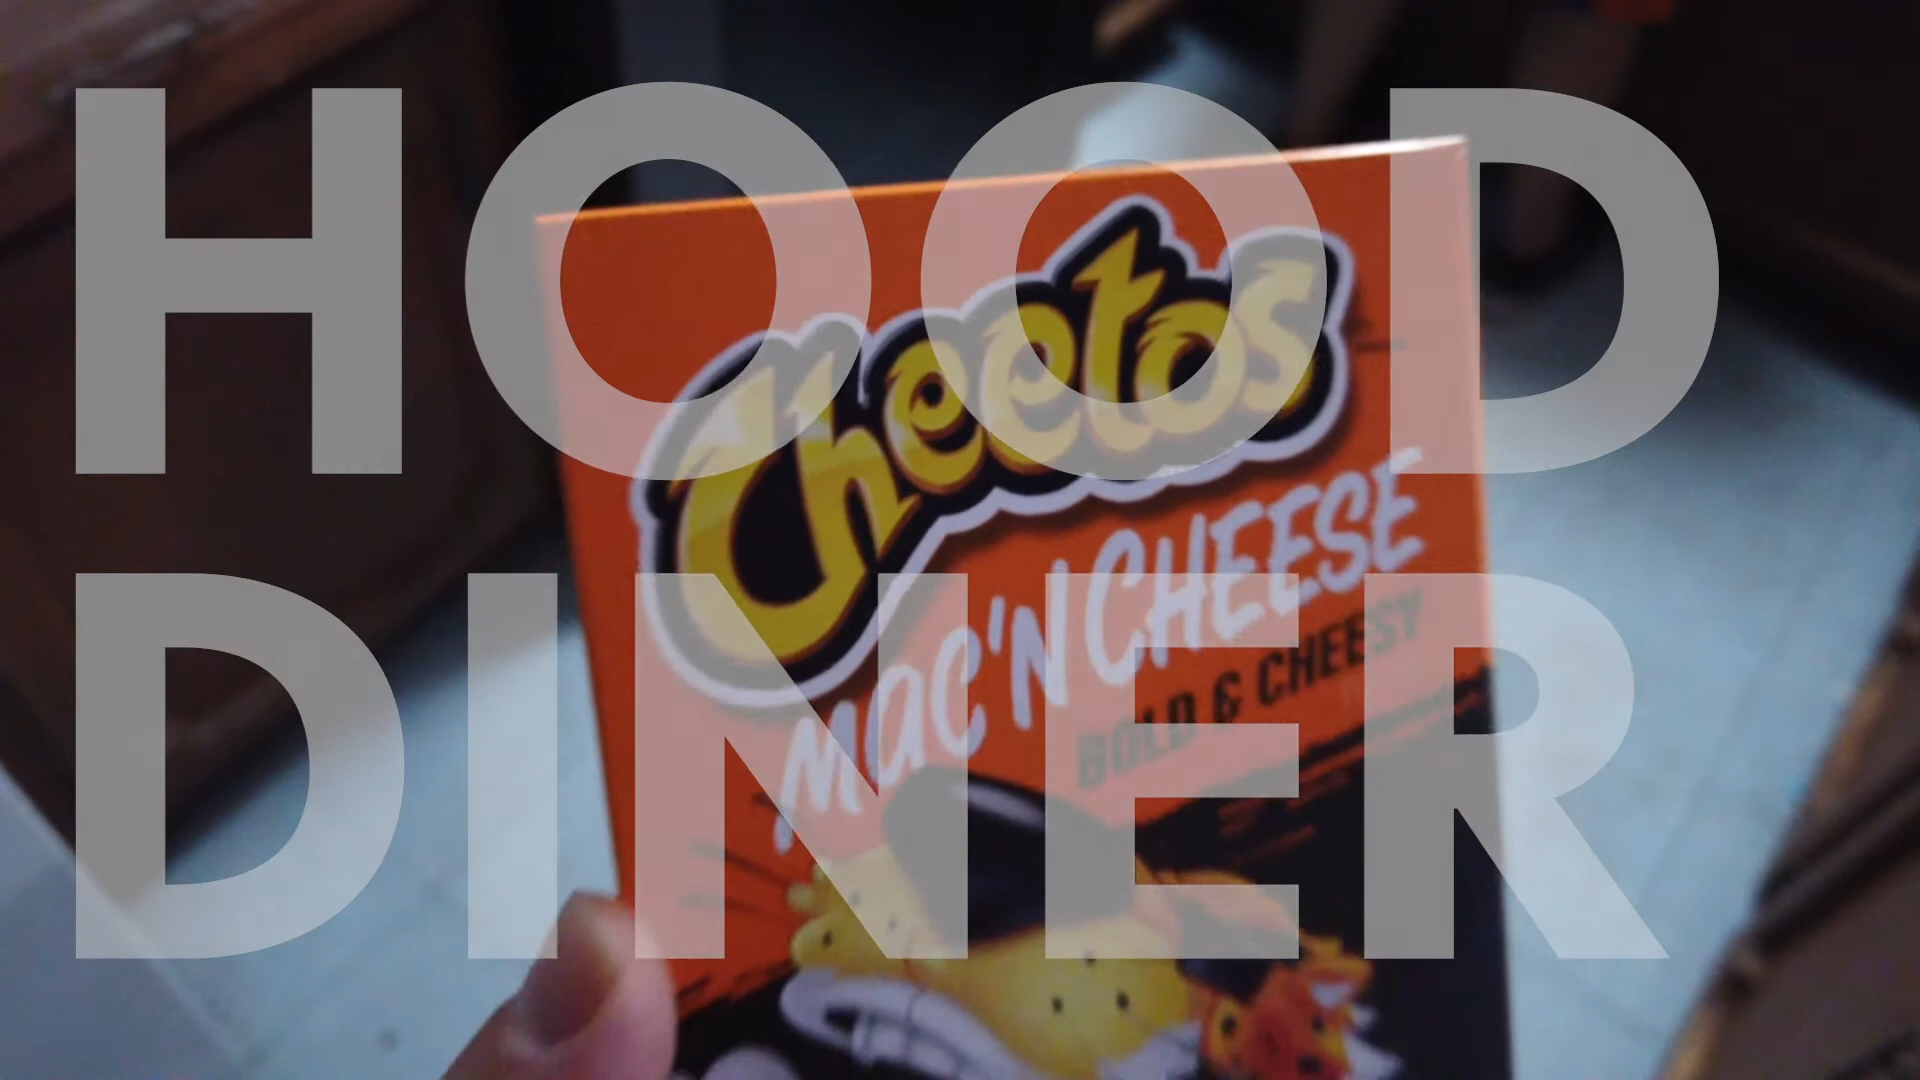 HOOD
DINER
Cheetos
MAC'N CHEESE
BOLD & CHEESY